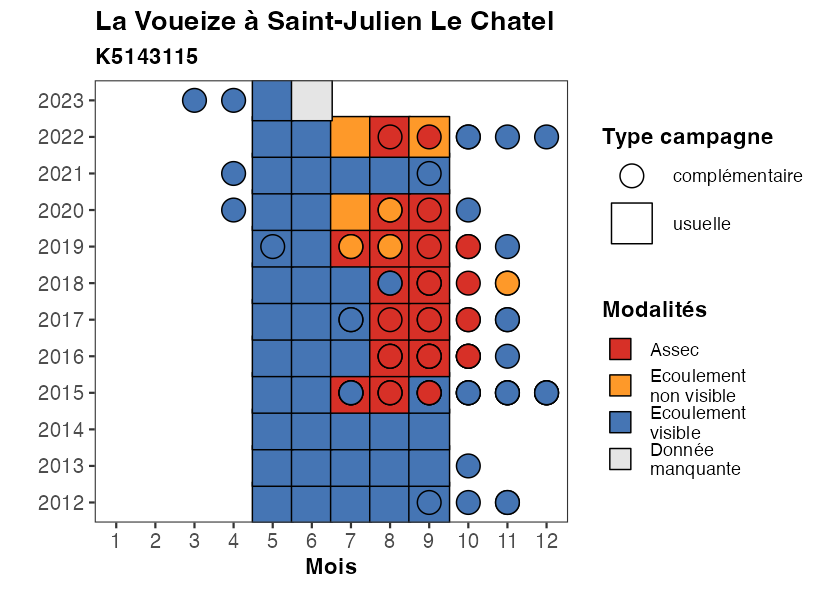 La Voueize à Saint-Julien Le Chatel
K5143115
2023
2022
2021
2020
2019
2018
2017
2016
2015
2014
2013
2012
1 2 3 4 5 6 7 8 9 10 11 12
Mois
Type campagne
complémentaire
usuelle
Modalités
Assec
Ecoulement
non visible
Ecoulement
visible
Donnée
manquante